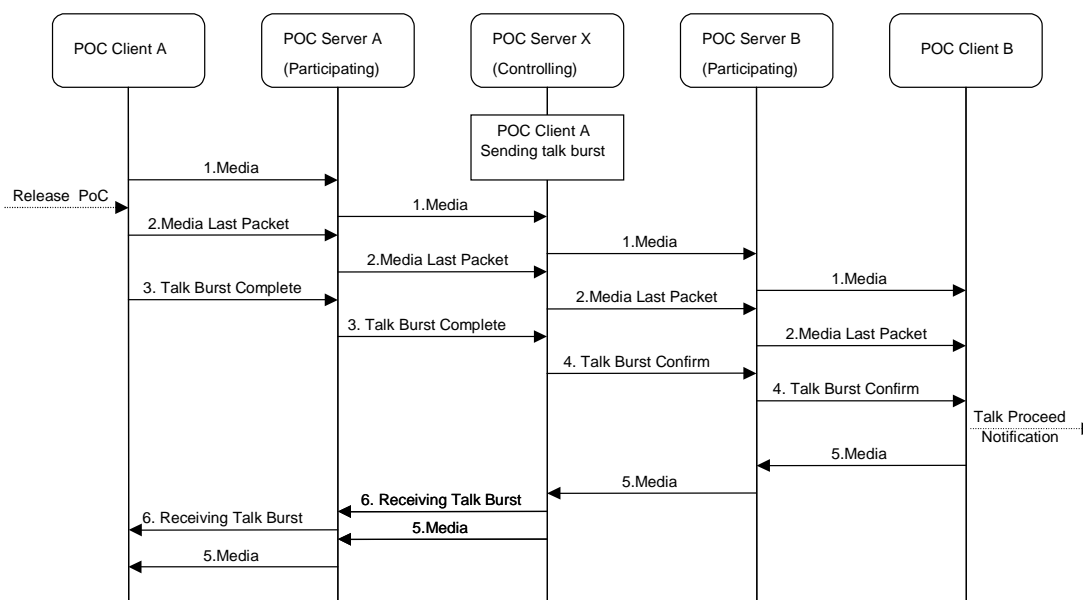 POC Client A
POC Server A
(Participating)
POC Server X
(Controlling)
POC Server B
(Participating)
POC Client B
POC Client A
Sending talk burst
1.Media
Release PoC
1.Media
2.Media Last Packet
1.Media
2.Media Last Packet
1.Media
3. Talk Burst Complete
2.Media Last Packet
3. Talk Burst Complete
2.Media Last Packet
4. Talk Burst Confirm
4. Talk Burst Confirm
Talk Proceed
Notification
5.Media
5.Media
6. Receiving Talk Burst
6. Receiving Talk Burst
5.Media
5.Media